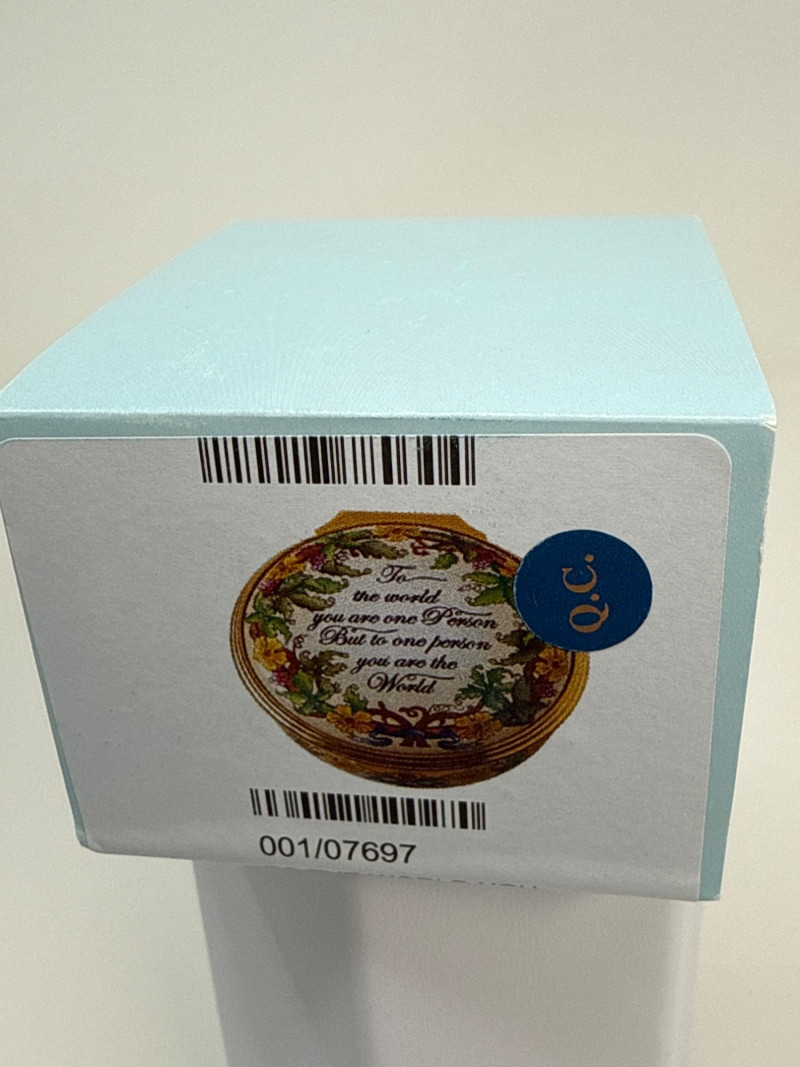 To
the world
you are one Person
But to one person
you are the
World
Q.C.
001/07697